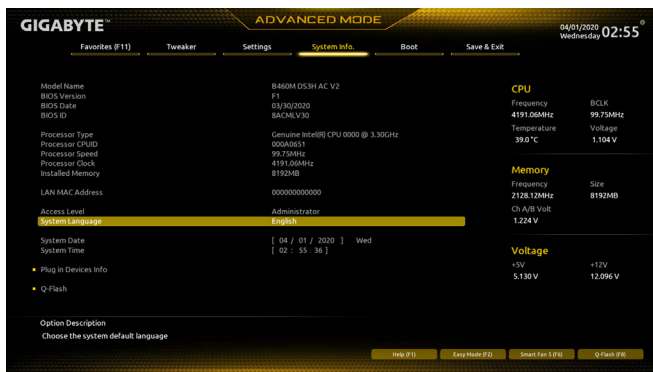 GIGABYTE™
ADVANCED MODE
04/01/2020
Wednesday 02:55
Favorites (F11) Tweaker Settings System Info. Boot Save & Exit
Model Name B460M DS3H AC V2
BIOS Version F1
BIOS Date 03/30/2020
BIOS ID 8ACMLV30
Processor Type Genuine Intel(R) CPU 0000 @ 3.30GHz
Processor CPUID 000A0651
Processor Speed 99.75MHz
Processor Clock 4191.06MHz
Installed Memory 8192MB
LAN MAC Address 000000000000
Access Level Administrator
System Language English
System Date [ 04 / 01 / 2020 ] Wed
System Time [ 02 : 55 : 36 ]
Plug in Devices Info
Q-Flash
CPU
Frequency BCLK
4191.06MHz 99.75MHz
Temperature Voltage
39.0 °C 1.104 V
Memory
Frequency Size
2128.12MHz 8192MB
Ch A/B Volt
1.224 V
Voltage
+5V +12V
5.130 V 12.096 V
Option Description
Choose the system default language
Help (F1) Easy Mode (F2) Smart Fan 5 (F6) Q-Flash (F8)